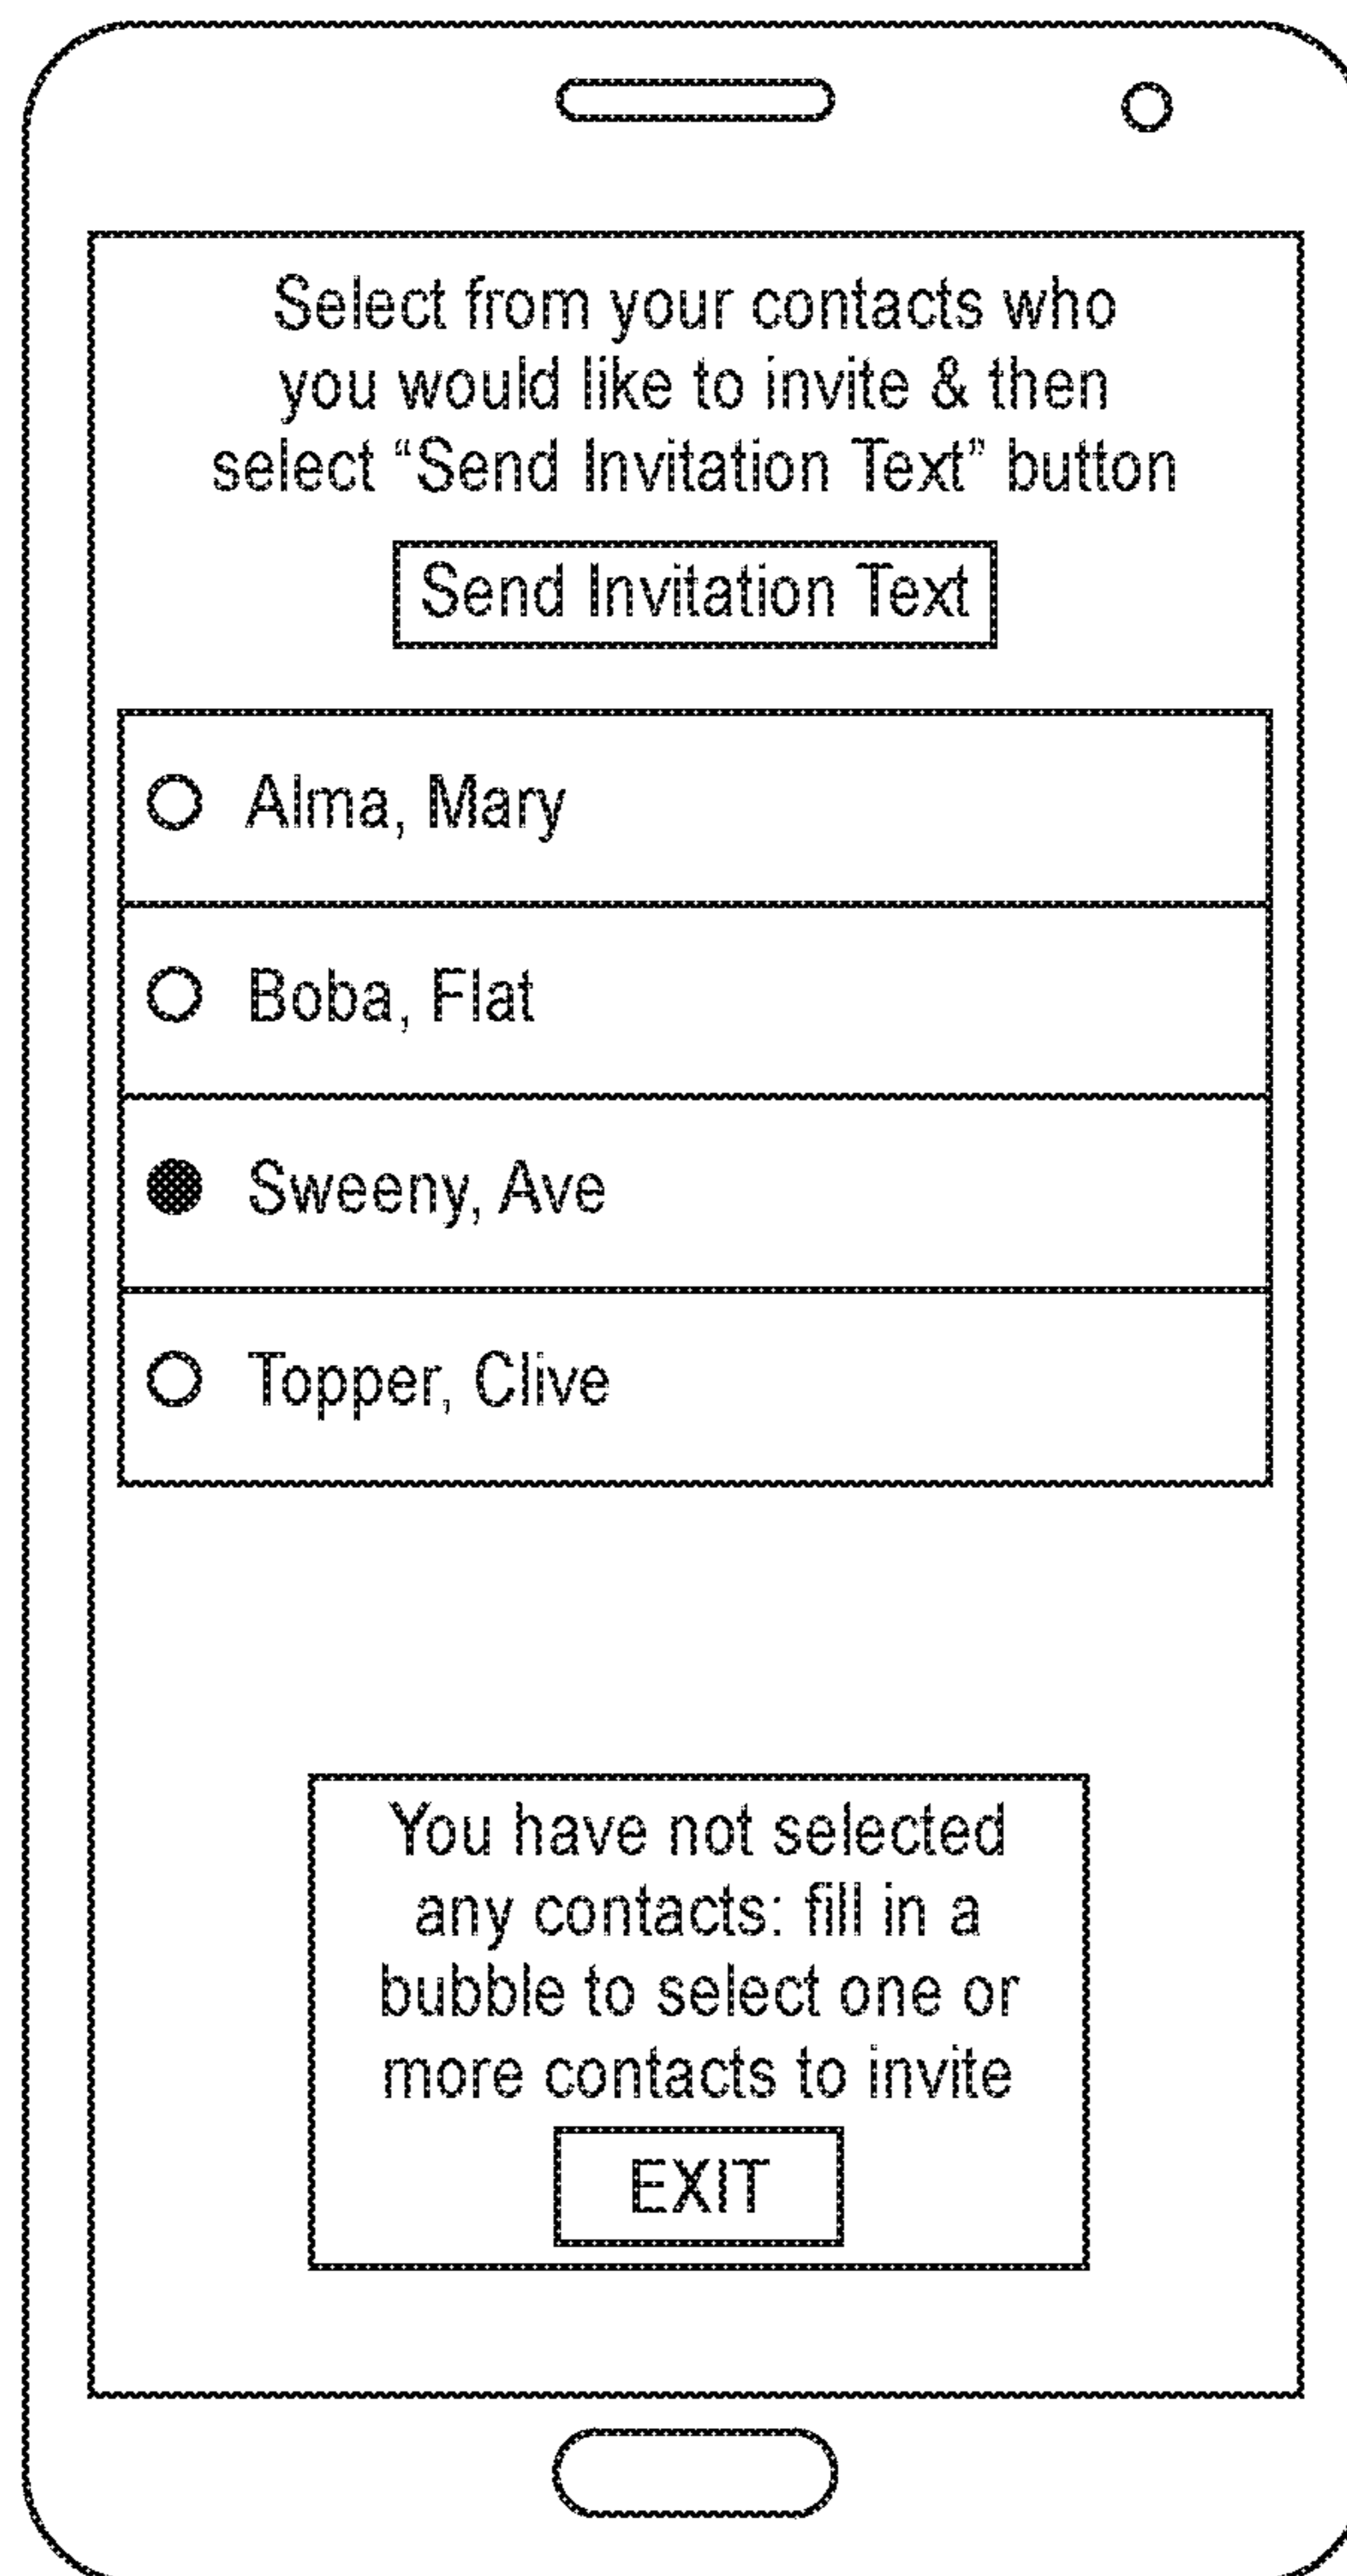 Select from your contacts who
you would like to invite & then
select “Send Invitation Text” button
Send Invitation Text
Alma, Mary
Boba, Flat
Sweeny, Ave
Topper, Clive
You have not selected
any contacts: fill in a
bubble to select one or
more contacts to invite
EXIT